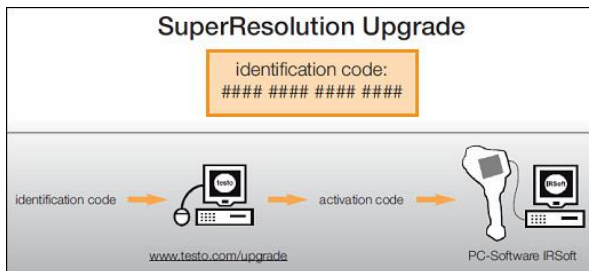 SuperResolution Upgrade
identification code:
#### #### #### ####
testo
IRSoft
identification code
activation code
www.testo.com/upgrade
PC-Software IRSoft